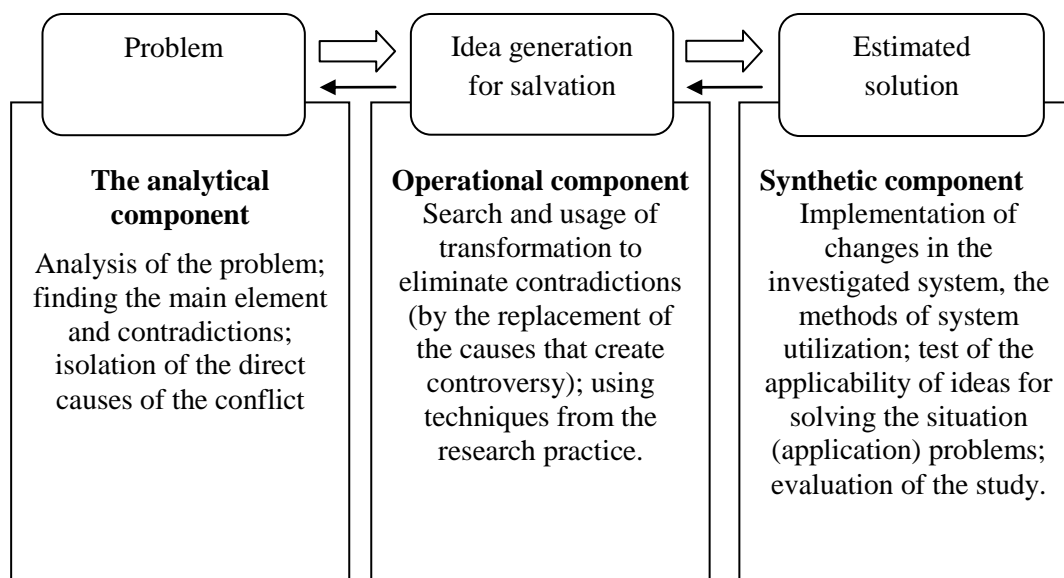 Problem
Idea generation
for salvation
Estimated
solution
The analytical
component
Analysis of the problem;
finding the main element
and contradictions;
isolation of the direct
causes of the conflict
Operational component
Search and usage of
transformation to
eliminate contradictions
(by the replacement of
the causes that create
controversy); using
techniques from the
research practice.
Synthetic component
Implementation of
changes in the
investigated system, the
methods of system
utilization; test of the
applicability of ideas for
solving the situation
(application) problems;
evaluation of the study.